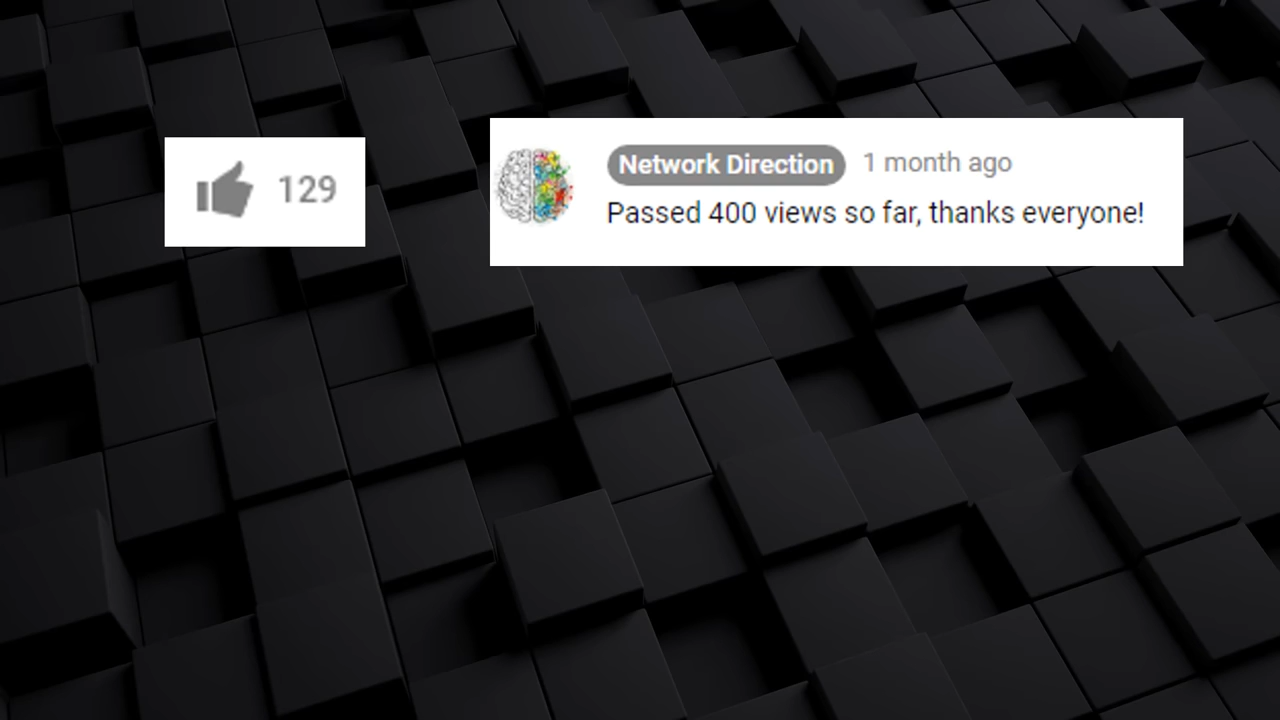 129
Network Direction 1 month ago
Passed 400 views so far, thanks everyone!